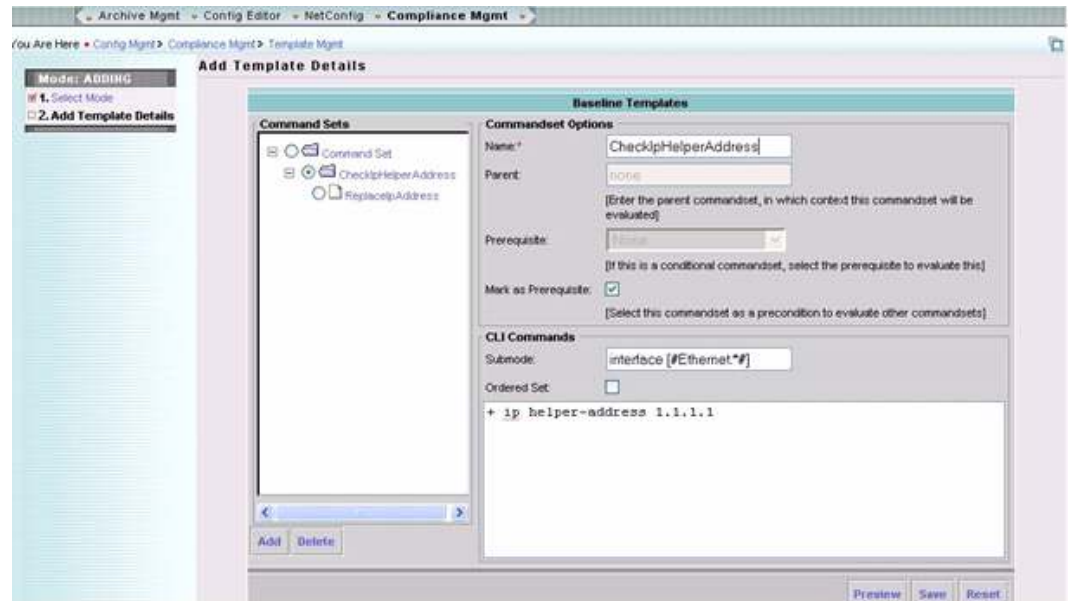 Archive Mgmt Config Editor NetConfig Compliance Mgmt
You Are Here • Config Mgmt > Compliance Mgmt > Template Mgmt
Mode: ADDING
1. Select Mode
2. Add Template Details
Add Template Details
Baseline Templates
Command Sets
Command Set
CheckIpHelperAddress
ReplaceIpAddress
Add Delete
Commandset Options
Name:* CheckIpHelperAddress
Parent: none
[Enter the parent commandset, in which context this commandset will be
evaluated]
Prerequisite: None
[If this is a conditional commandset, select the prerequisite to evaluate this]
Mark as Prerequisite:
[Select this commandset as a precondition to evaluate other commandsets]
CLI Commands
Submode: interface [#Ethernet.*#]
Ordered Set:
+ ip helper-address 1.1.1.1
Preview Save Reset